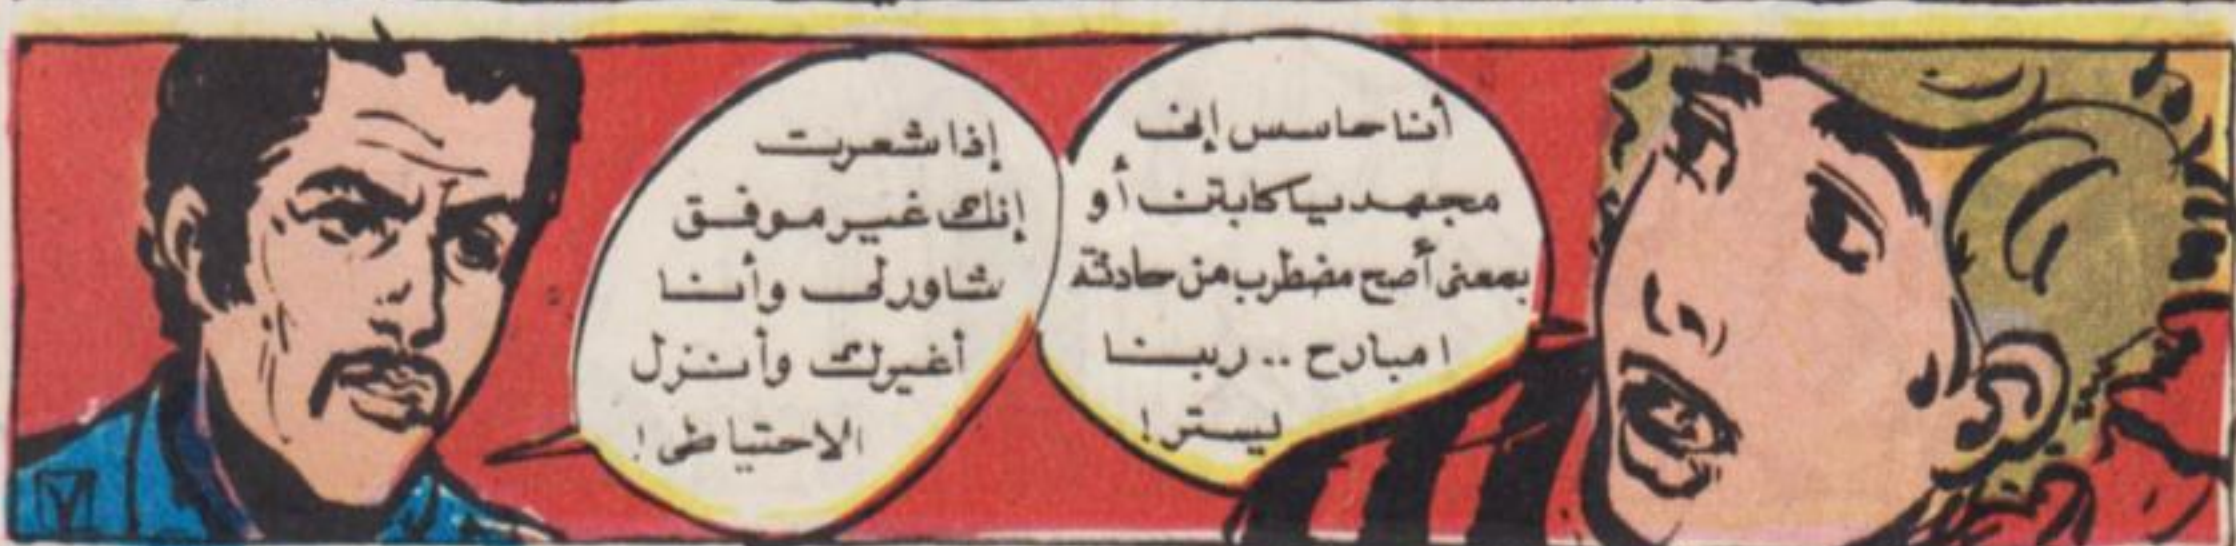 أنا حاسس إنى
مجهد يا كابتن أو
بمعنى أصح مضطرب من حادثة
امبارح .. ربنا
يستر!
إذا شعرت
إنك غير موفق
شاورلى وأنا
أغيرك وأنزل
الاحتياطى!
٧